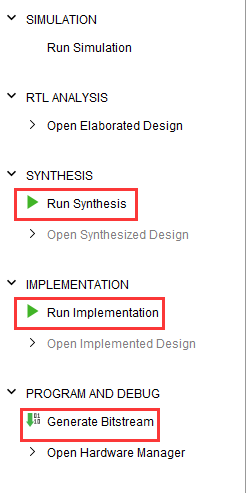 SIMULATION
Run Simulation
RTL ANALYSIS
Open Elaborated Design
SYNTHESIS
Run Synthesis
Open Synthesized Design
IMPLEMENTATION
Run Implementation
Open Implemented Design
PROGRAM AND DEBUG
Generate Bitstream
Open Hardware Manager